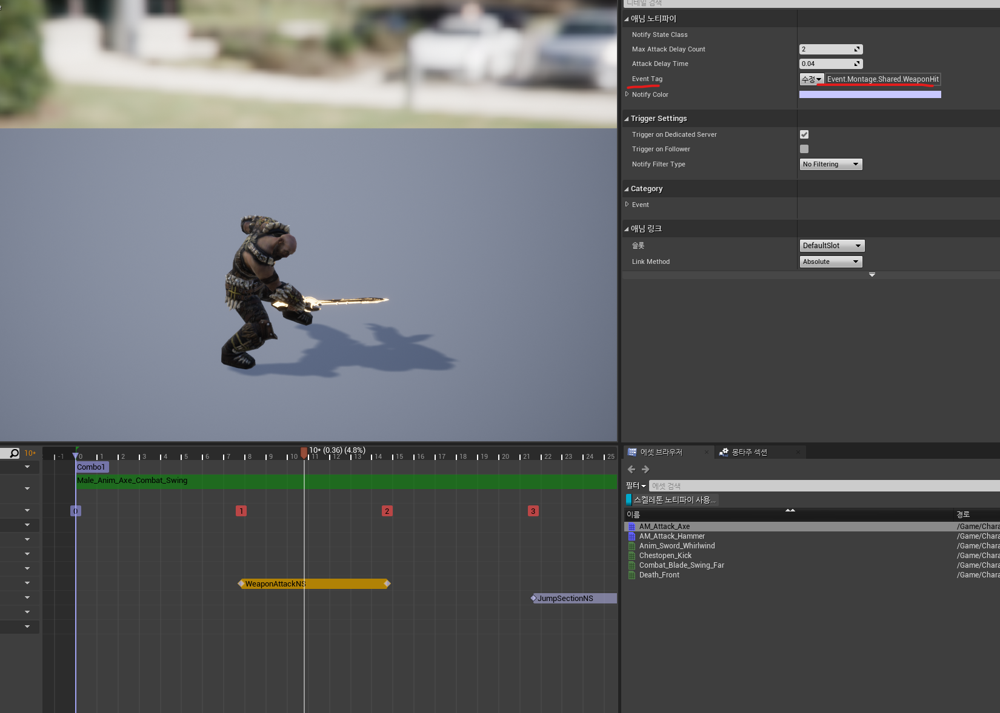 디테일 검색
애님 노티파이
Notify State Class
Max Attack Delay Count 2
Attack Delay Time 0.04
Event Tag 수정 Event.Montage.Shared.WeaponHit
Notify Color
Trigger Settings
Trigger on Dedicated Server
Trigger on Follower
Notify Filter Type No Filtering
Category
Event
애님 링크
슬롯 DefaultSlot
Link Method Absolute
10*
10* (0.36) (4.8%)
-1 0 1 2 3 4 5 6 7 8 9 10 11 12 13 14 15 16 17 18 19 20 21 22 23 24 25
Combo1
Male_Anim_Axe_Combat_Swing
0 1 2 3
WeaponAttackNS
JumpSectionNS
에셋 브라우저 몽타주 섹션
필터 에셋 검색
스켈레톤 노티파이 사용...
이름 경로
AM_Attack_Axe /Game/Chara
AM_Attack_Hammer /Game/Chara
Anim_Sword_Whirlwind /Game/Chara
Chestopen_Kick /Game/Chara
Combat_Blade_Swing_Far /Game/Chara
Death_Front /Game/Chara